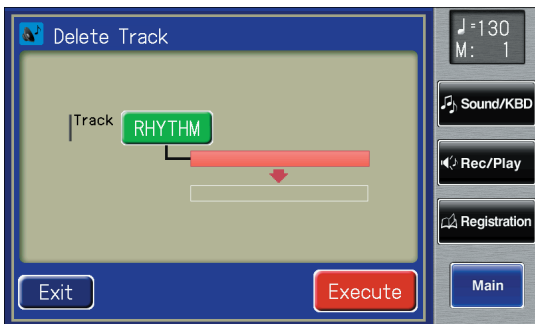 Delete Track
Track RHYTHM
Exit
Execute
♩=130
M: 1
Sound/KBD
Rec/Play
Registration
Main